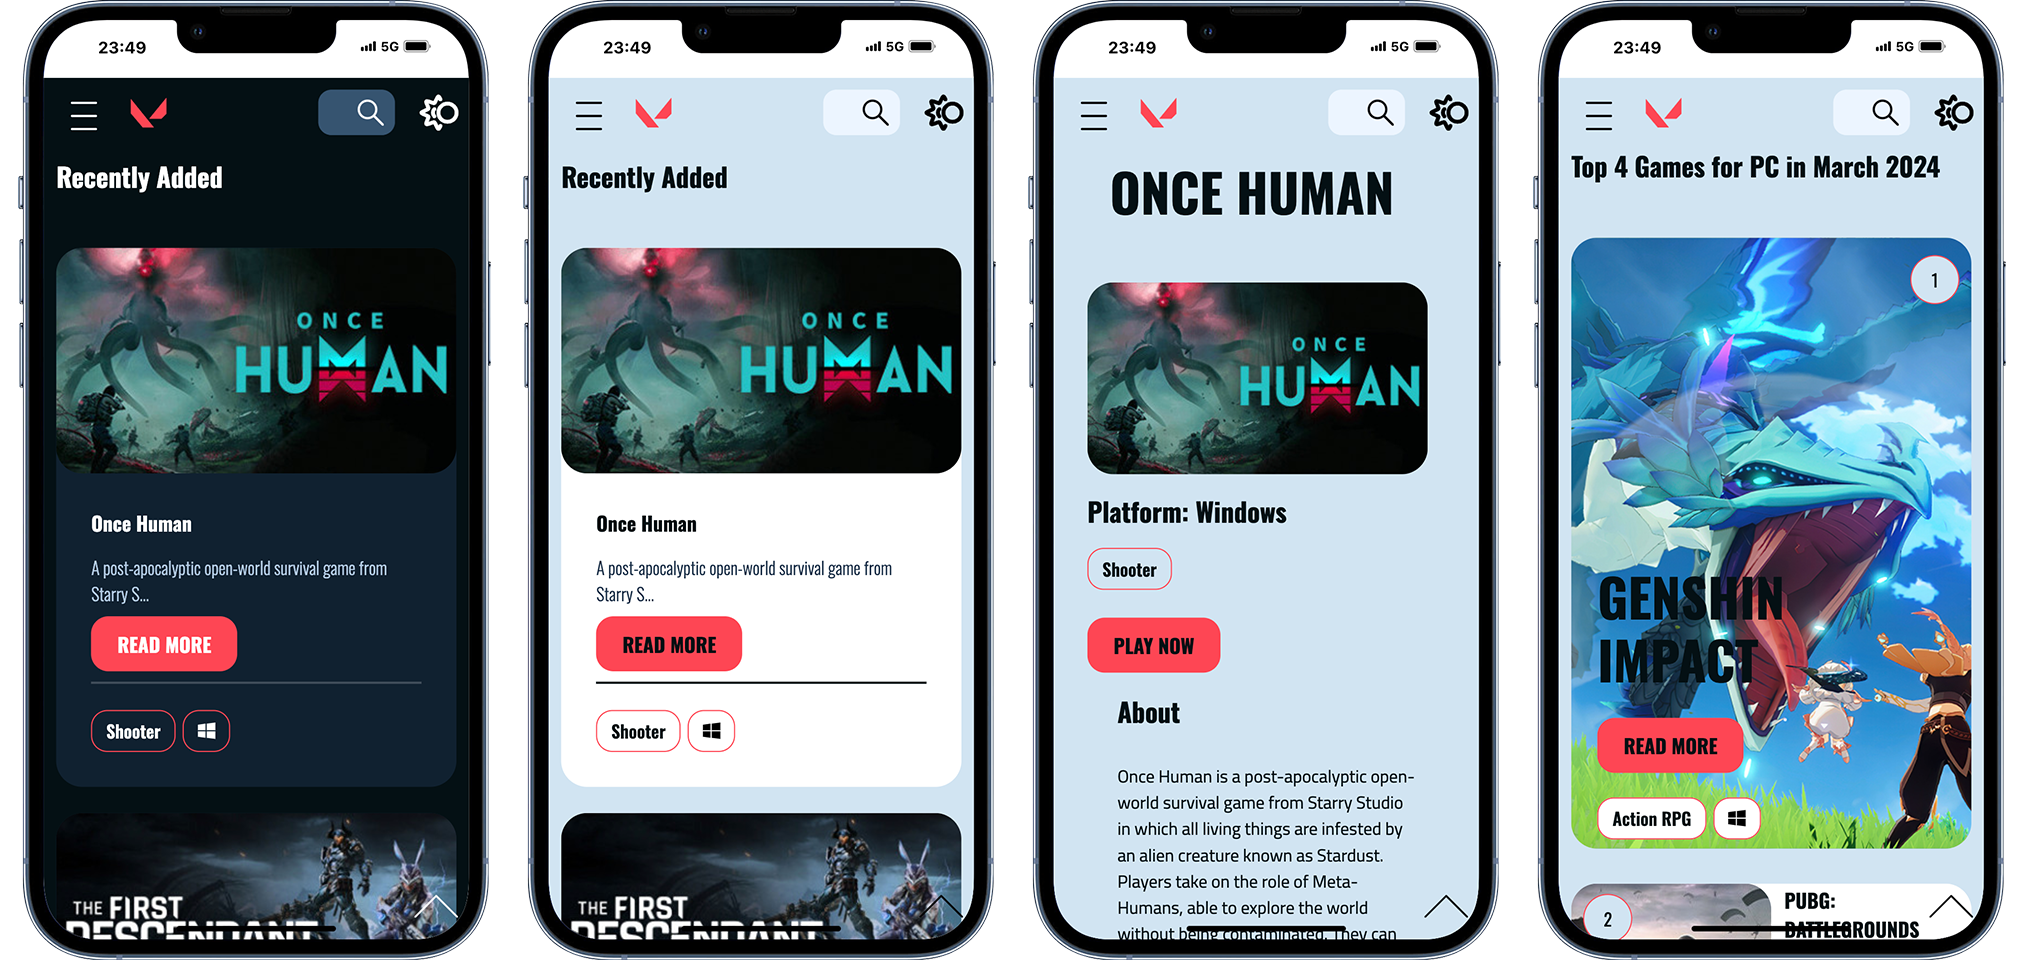 23:49
5G
Recently Added
ONCE
HUMAN
Once Human
A post-apocalyptic open-world survival game from
Starry S...
READ MORE
Shooter
THE FIRST
DESCENDANT
23:49
5G
Recently Added
ONCE
HUMAN
Once Human
A post-apocalyptic open-world survival game from
Starry S...
READ MORE
Shooter
THE FIRST
DESCENDANT
23:49
5G
ONCE HUMAN
ONCE
HUMAN
Platform: Windows
Shooter
PLAY NOW
About
Once Human is a post-apocalyptic open-
world survival game from Starry Studio
in which all living things are infested by
an alien creature known as Stardust.
Players take on the role of Meta-
Humans, able to explore the world
without being contaminated. They can
23:49
5G
Top 4 Games for PC in March 2024
1
GENSHIN
IMPACT
READ MORE
Action RPG
2
PUBG:
BATTLEGROUNDS